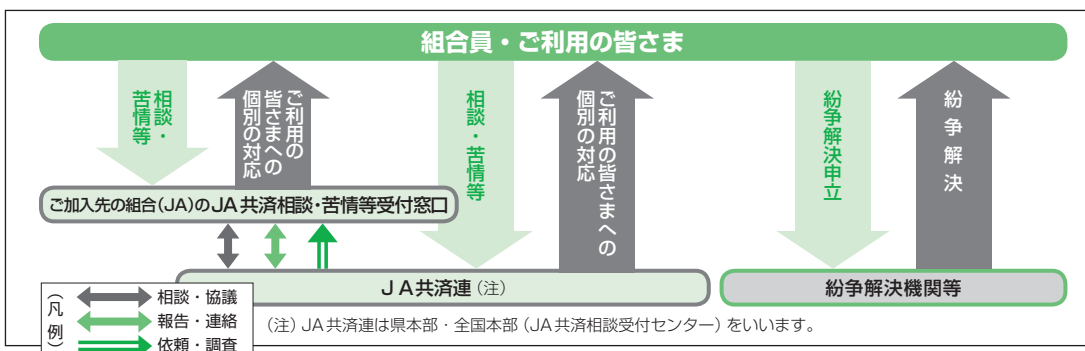 組合員・ご利用の皆さま
相談・
苦情等
ご利用の
皆さまへの
個別の対応
相談・苦情等
ご利用の皆さまへの
個別の対応
紛争解決申立
紛争解決
ご加入先の組合(JA)のJA共済相談・苦情等受付窓口
JA共済連(注)
紛争解決機関等
(凡例)
相談・協議
報告・連絡
依頼・調査
(注)JA共済連は県本部・全国本部(JA共済相談受付センター)をいいます。